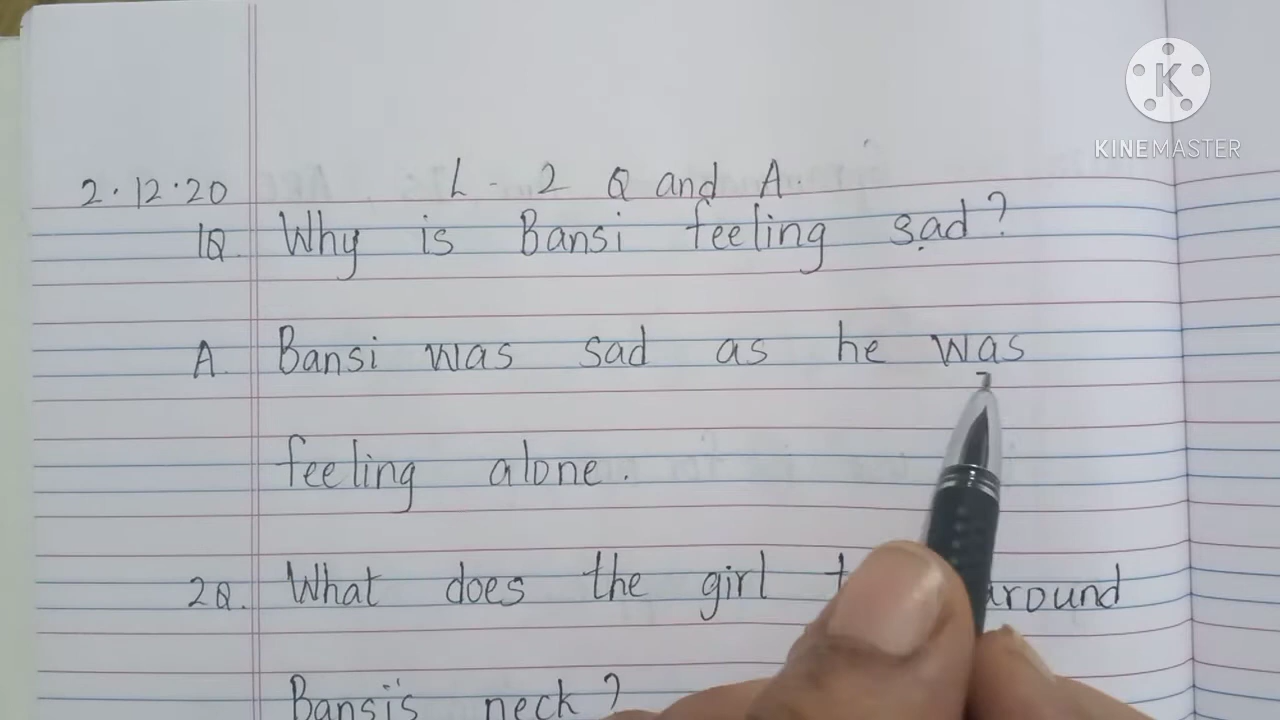 K
KINEMASTER
2.12.20 L - 2 Q and A.
1Q. Why is Bansi feeling sad?
A. Bansi was sad as he was
feeling alone.
2Q. What does the girl around
Bansi's neck?